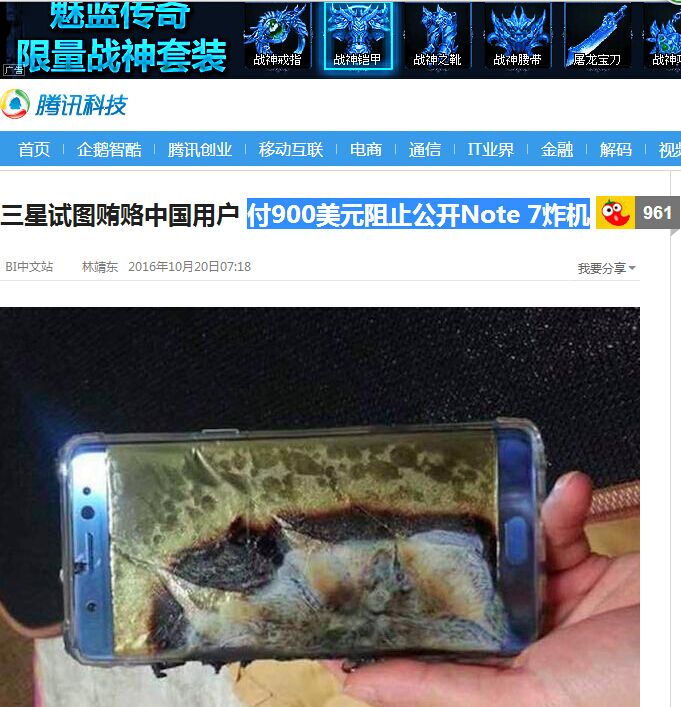 魅蓝传奇
限量战神套装
广告
战神戒指
战神铠甲
战神之靴
战神腰带
屠龙宝刀
战神
腾讯科技
首页 企鹅智酷 腾讯创业 移动互联 电商 通信 IT业界 金融 解码 视频
三星试图贿赂中国用户 付900美元阻止公开Note 7炸机
961
BI中文站 林靖东 2016年10月20日07:18
我要分享